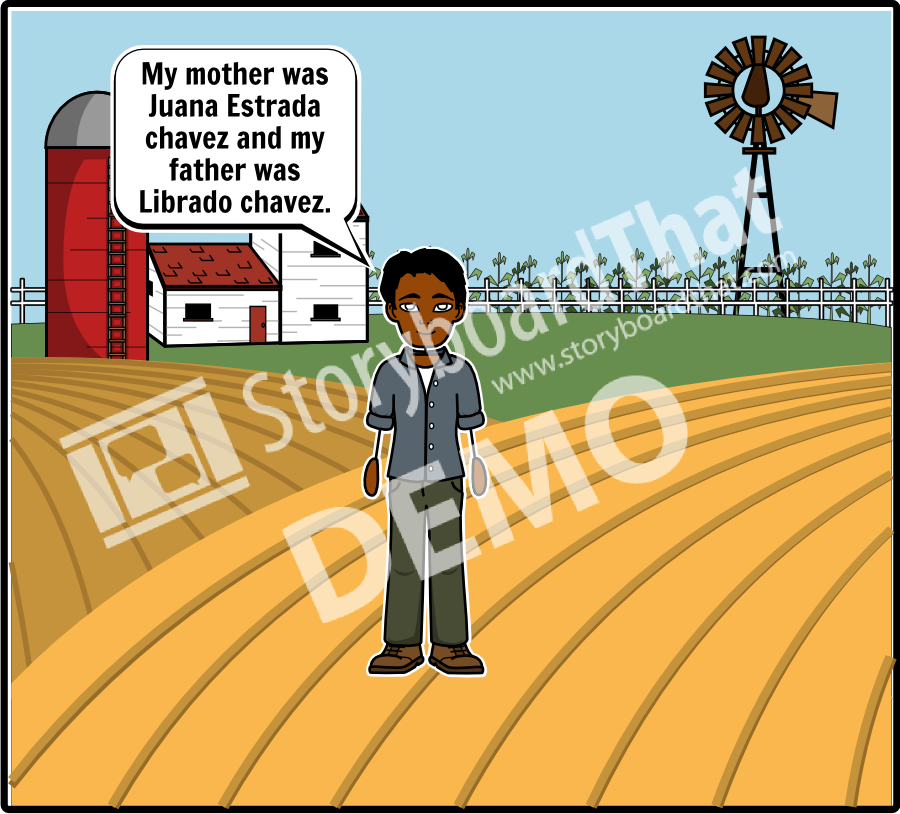 My mother was
Juana Estrada
chavez and my
father was
Librado chavez.
StoryboardThat
www.storyboardthat.com
DEMO